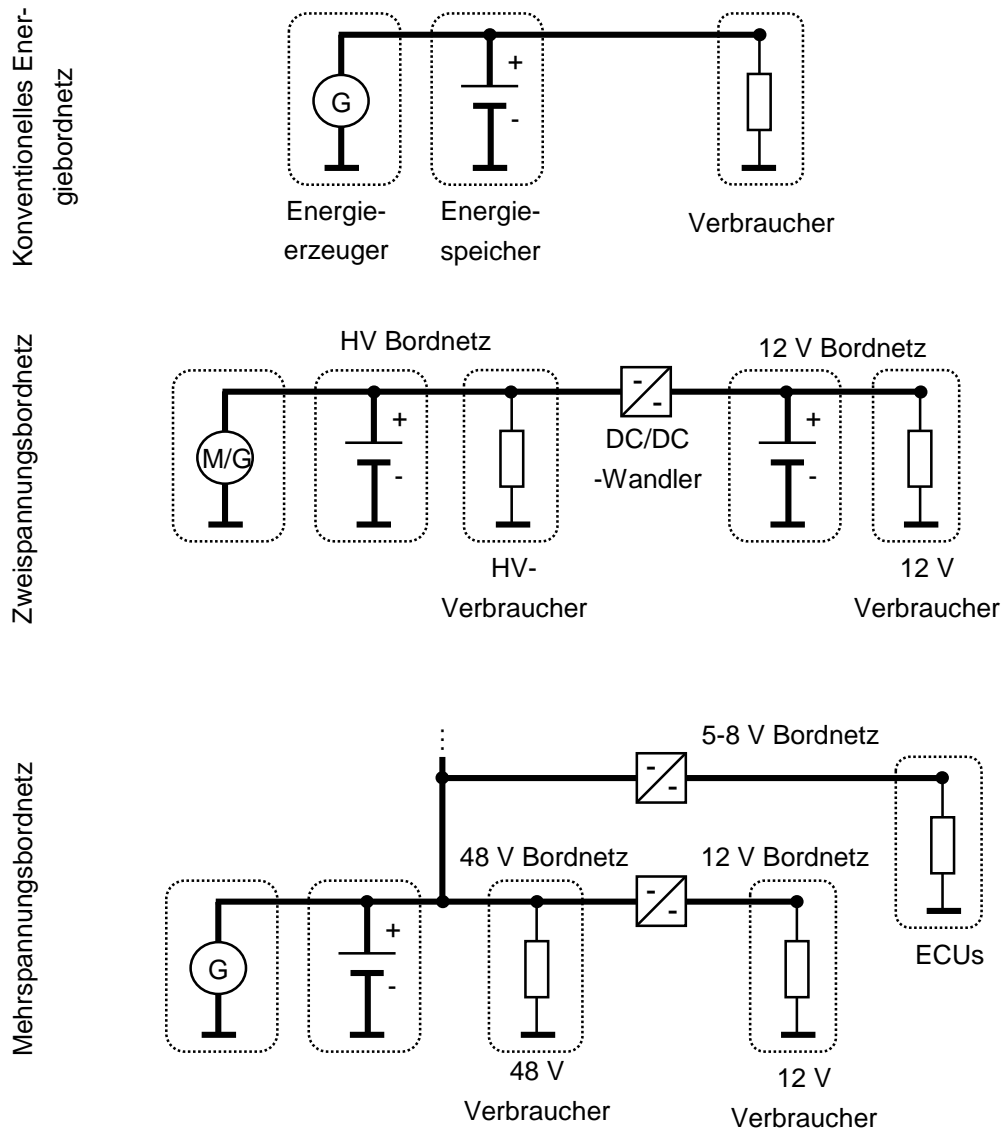 Konventionelles Ener-
giebordnetz
G
+
-
Energie-
erzeuger
Energie-
speicher
Verbraucher
Zweispannungsbordnetz
HV Bordnetz
12 V Bordnetz
M/G
+
-
-
-
DC/DC
-Wandler
+
-
HV-
Verbraucher
12 V
Verbraucher
Mehrspannungsbordnetz
5-8 V Bordnetz
-
-
48 V Bordnetz
12 V Bordnetz
G
+
-
-
-
ECUs
48 V
Verbraucher
12 V
Verbraucher